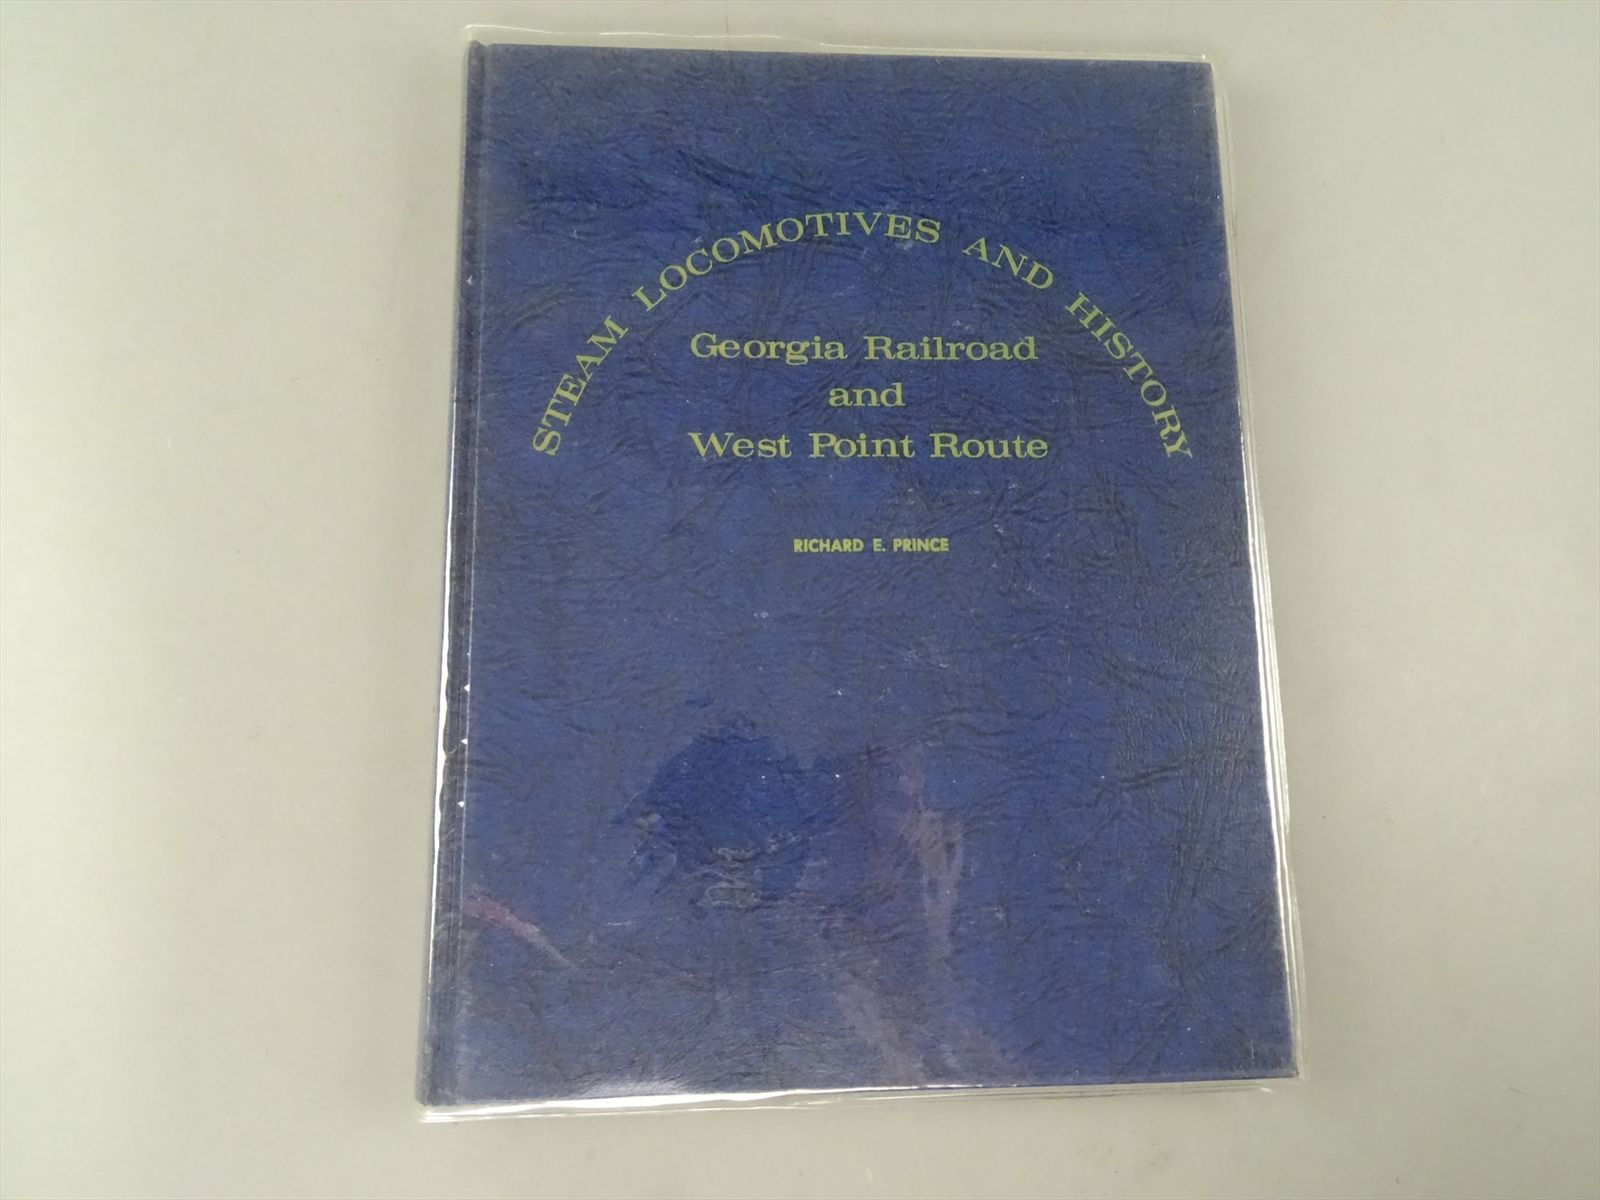 STEAM LOCOMOTIVES AND HISTORY
Georgia Railroad
and
West Point Route
RICHARD E. PRINCE